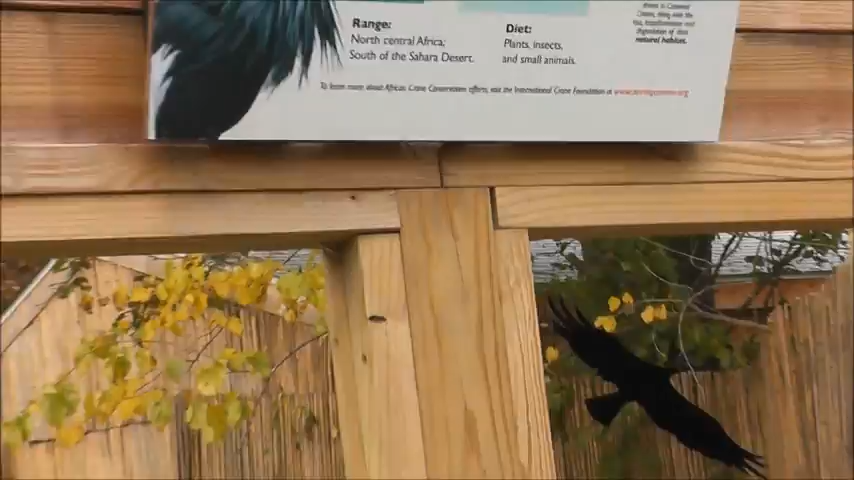 Range:
North central Africa;
South of the Sahara Desert.
Diet:
Plants, insects,
and small animals.
natural habitat.
To learn more about African Crane Conservation efforts, visit the International Crane Foundation at